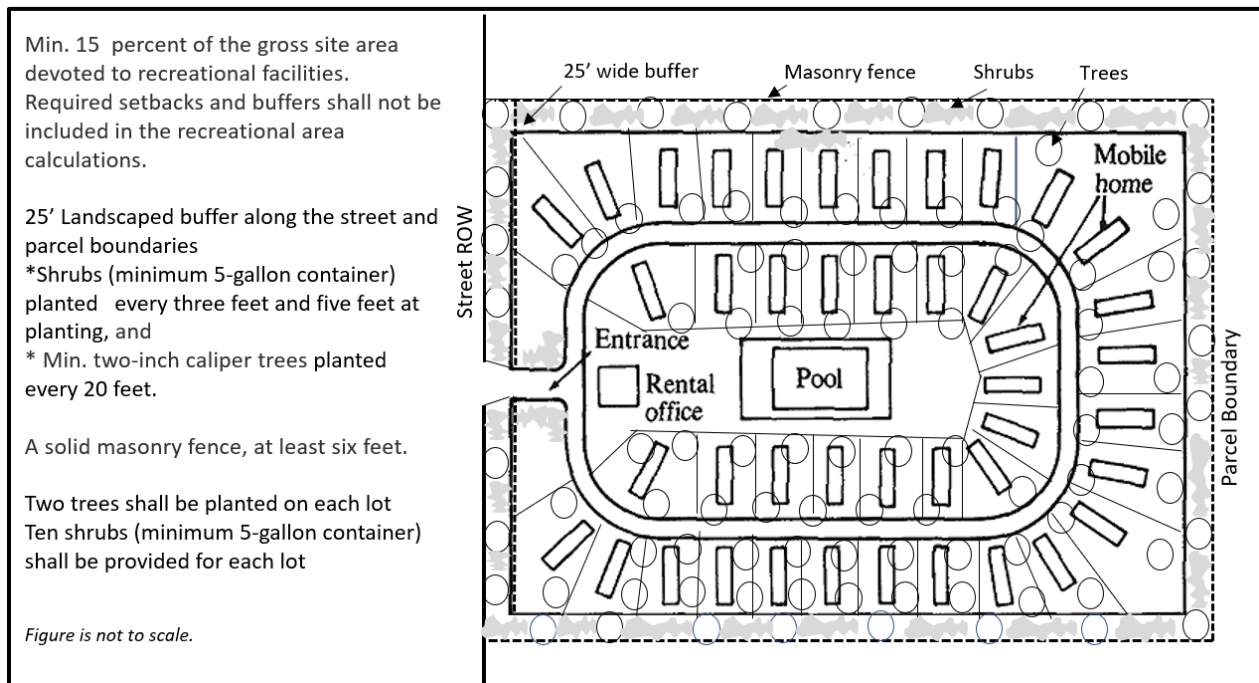 Min. 15  percent of the gross site area
devoted to recreational facilities.
Required setbacks and buffers shall not be
included in the recreational area
calculations.
25’ Landscaped buffer along the street and
parcel boundaries
*Shrubs (minimum 5-gallon container)
planted   every three feet and five feet at
planting, and
* Min. two-inch caliper trees planted
every 20 feet.
A solid masonry fence, at least six feet.
Two trees shall be planted on each lot
Ten shrubs (minimum 5-gallon container)
shall be provided for each lot
Figure is not to scale.
25’ wide buffer
Masonry fence
Shrubs
Trees
Mobile
home
Street ROW
Entrance
Rental
office
Pool
Parcel Boundary